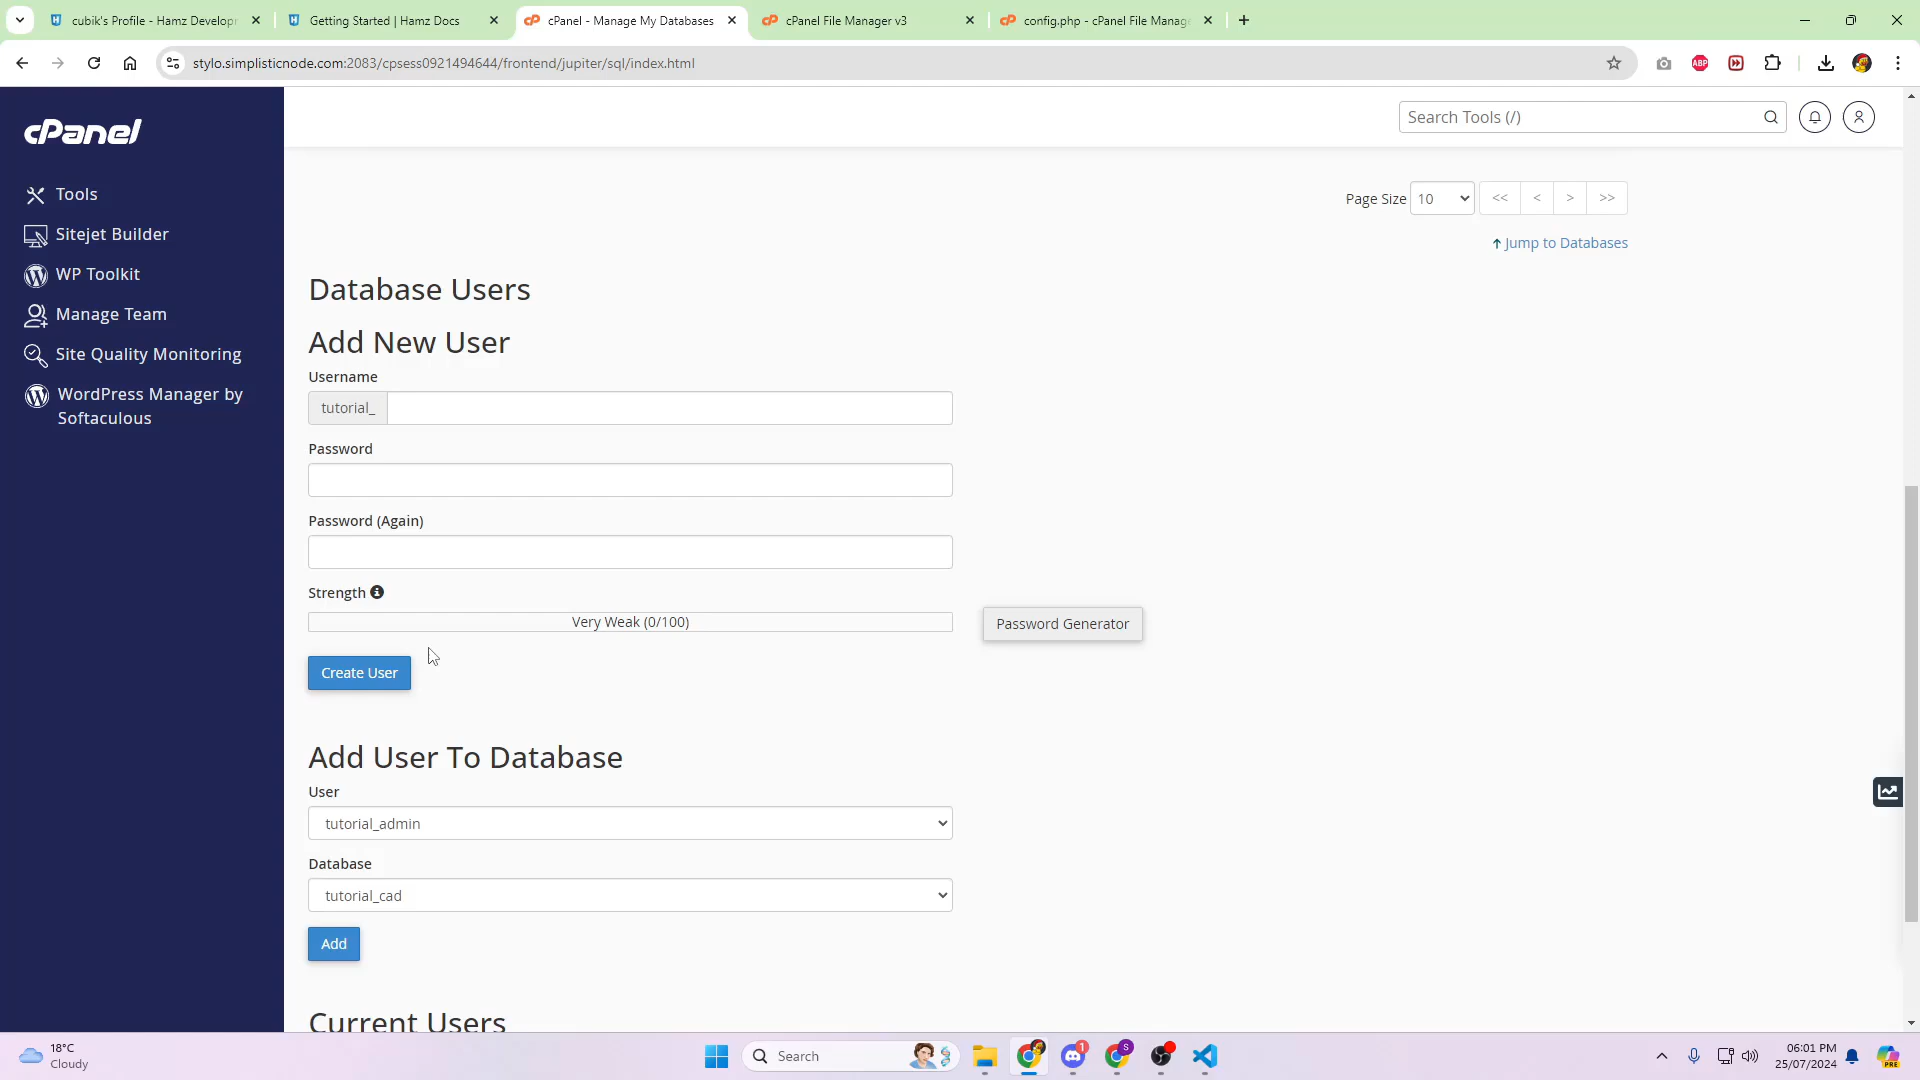 cubik's Profile - Hamz Develop
Getting Started | Hamz Docs
cPanel - Manage My Databases
cPanel File Manager v3
config.php - cPanel File Manage
stylo.simplisticnode.com:2083/cpsess0921494644/frontend/jupiter/sql/index.html
ABP
cPanel
Search Tools (/)
Tools
Sitejet Builder
WP Toolkit
Manage Team
Site Quality Monitoring
WordPress Manager by
Softaculous
Page Size 10 << < > >>
Jump to Databases
Database Users
Add New User
Username
tutorial_
Password
Password (Again)
Strength
Very Weak (0/100)
Password Generator
Create User
Add User To Database
User
tutorial_admin
Database
tutorial_cad
Add
Current Users
18°C
Cloudy
Search
1
S
06:01 PM
25/07/2024
PRE